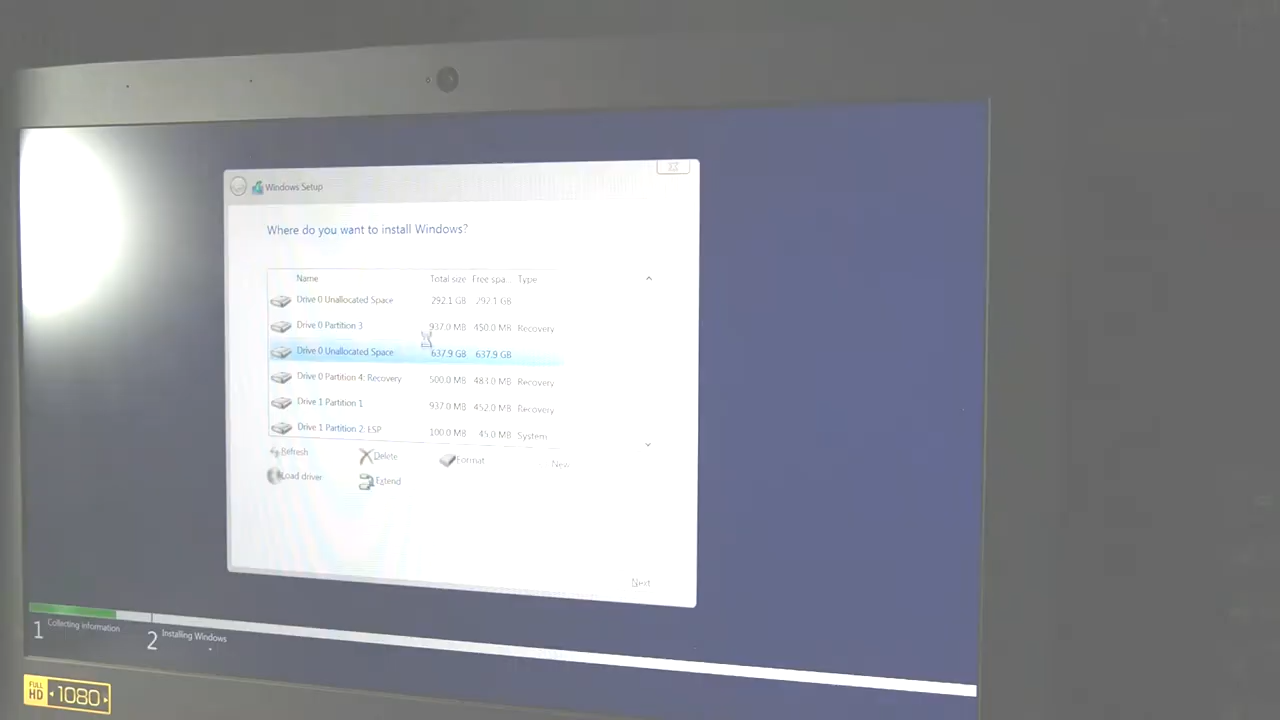 Windows Setup
Where do you want to install Windows?
Name Total size Free spa... Type
Drive 0 Unallocated Space 292.1 GB 292.1 GB
Drive 0 Partition 3 937.0 MB 450.0 MB Recovery
Drive 0 Unallocated Space 637.9 GB 637.9 GB
Drive 0 Partition 4: Recovery 500.0 MB 483.0 MB Recovery
Drive 1 Partition 1 937.0 MB 452.0 MB Recovery
Drive 1 Partition 2: ESP 100.0 MB 45.0 MB System
Refresh Delete Format New
Load driver Extend
Next
1 Collecting information 2 Installing Windows
FULL HD 1080